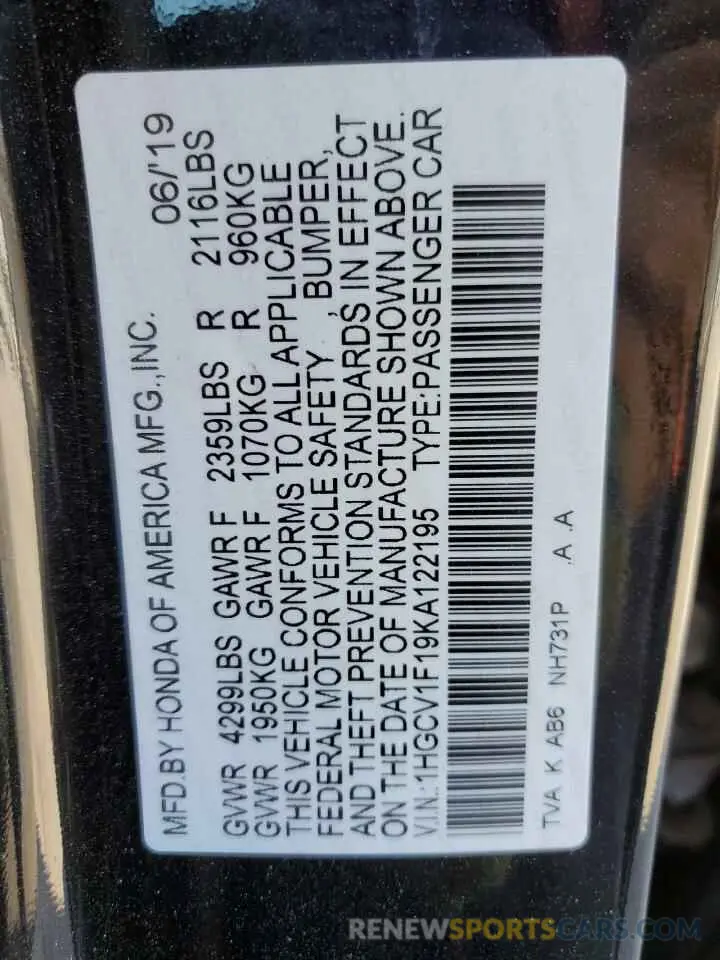 MFD.BY HONDA OF AMERICA MFG.,INC. 06/'19
GVWR 4299LBS GAWR F 2359LBS R 2116LBS
GVWR 1950KG GAWR F 1070KG R 960KG
THIS VEHICLE CONFORMS TO ALL APPLICABLE
FEDERAL MOTOR VEHICLE SAFETY , BUMPER,
AND THEFT PREVENTION STANDARDS IN EFFECT
ON THE DATE OF MANUFACTURE SHOWN ABOVE.
V.I.N.:1HGCV1F19KA122195 TYPE:PASSENGER CAR
TVA K AB6 NH731P .A .A
RENEWSPORTSCARS.COM